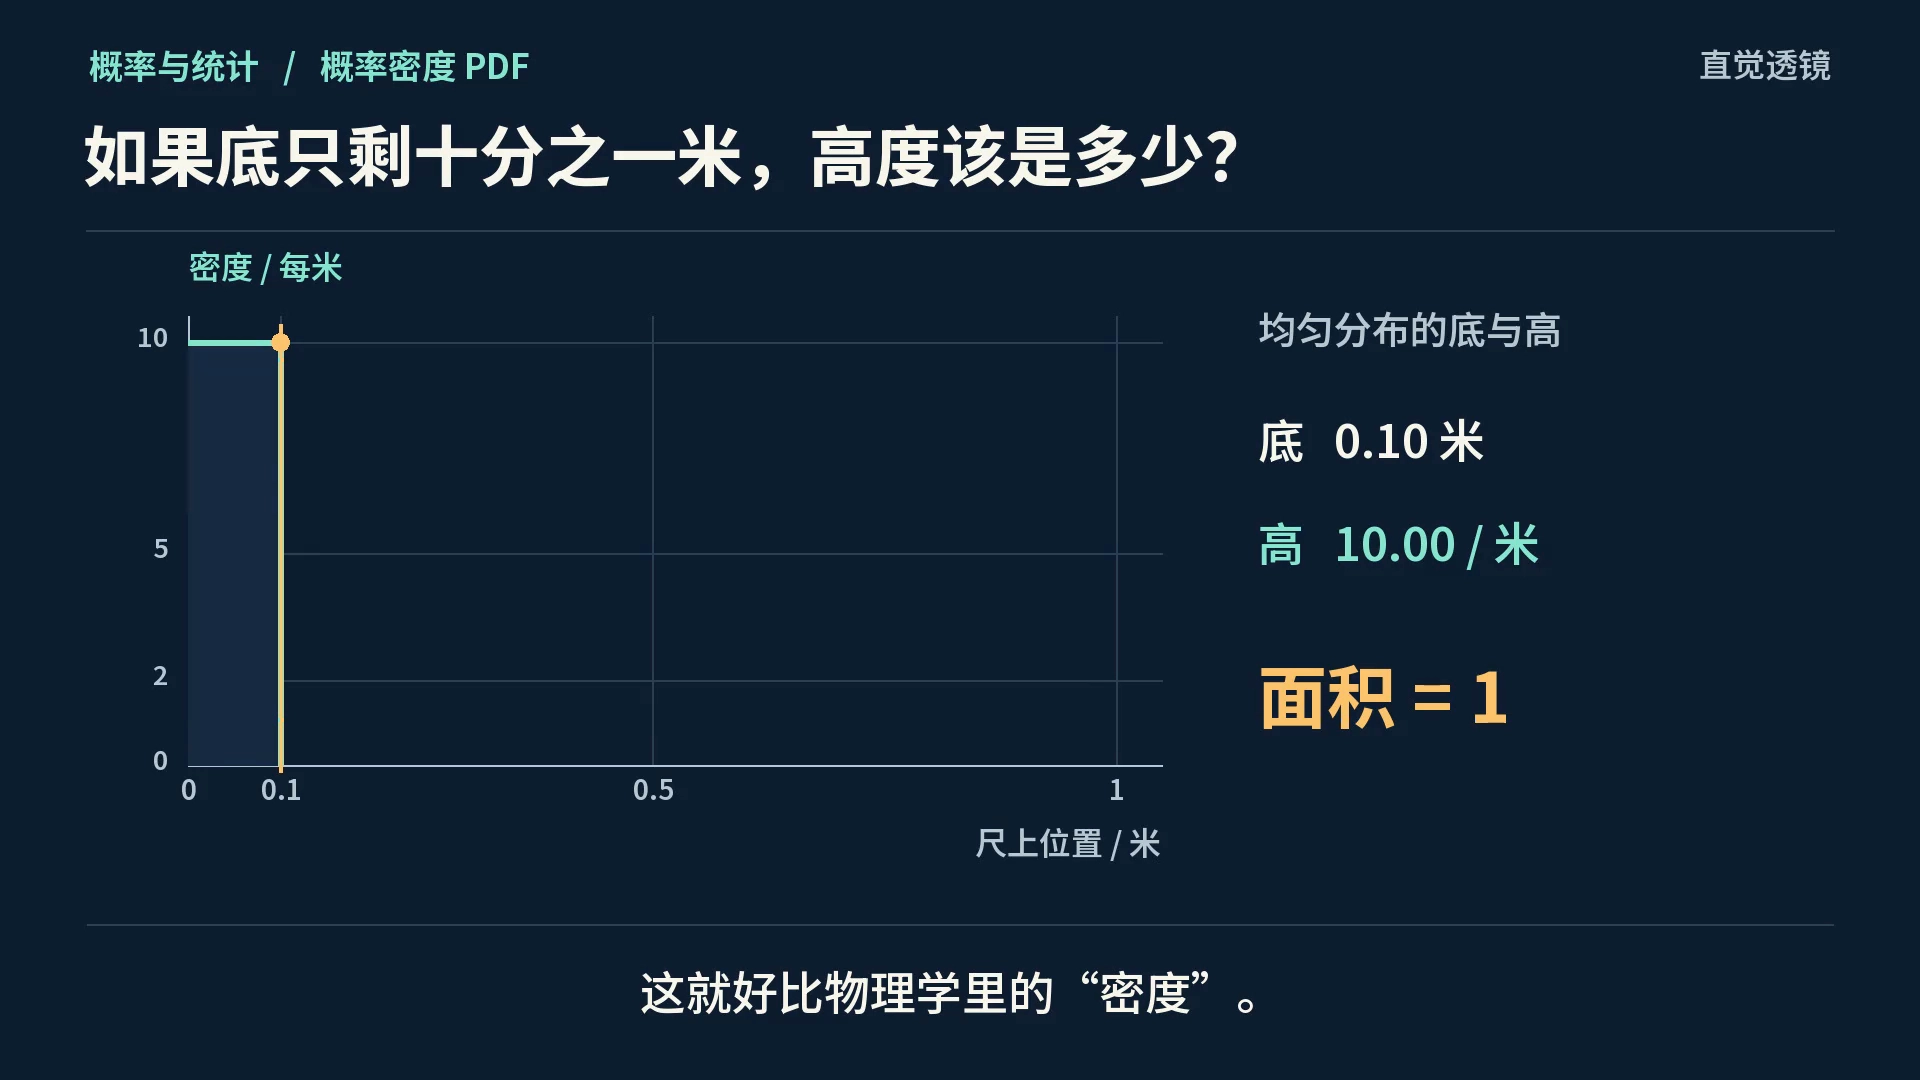 概率与统计 / 概率密度 PDF
直觉透镜
如果底只剩十分之一米，高度该是多少？
密度 / 每米
10
5
2
0
0 0.1 0.5 1
尺上位置 / 米
均匀分布的底与高
底 0.10 米
高 10.00 / 米
面积 = 1
这就好比物理学里的“密度”。